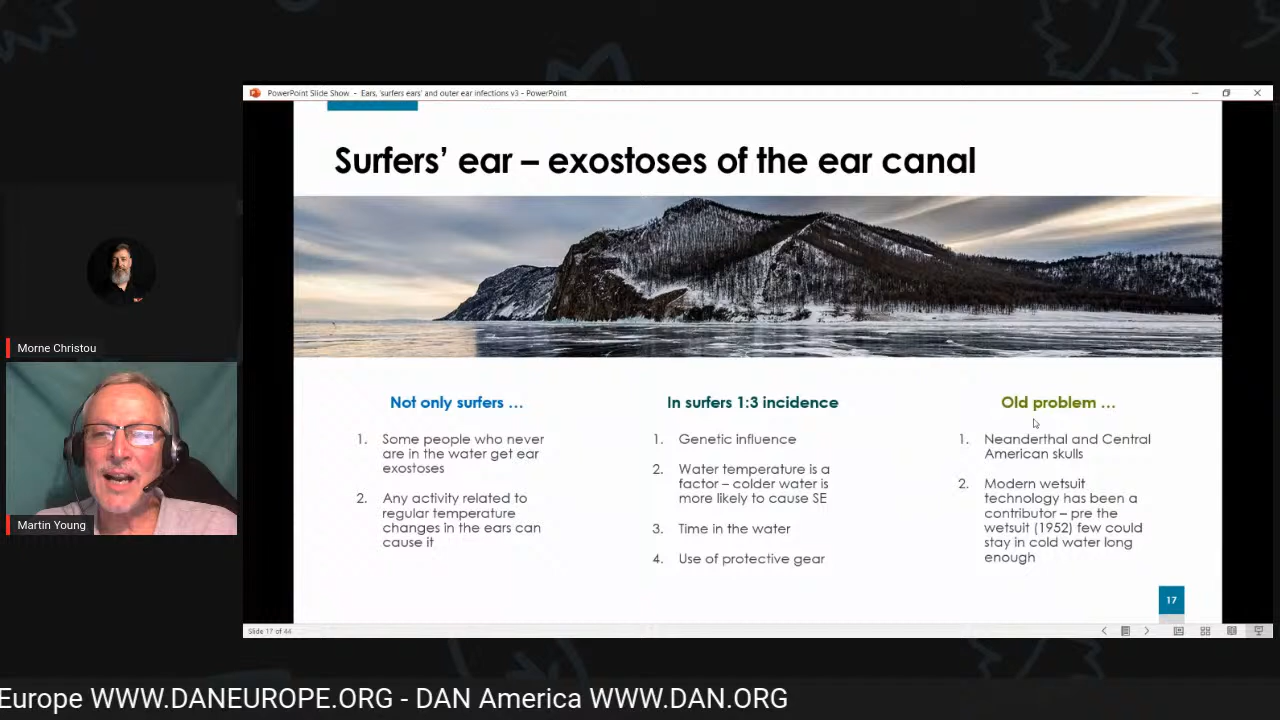 PowerPoint Slide Show - Ears, 'surfers ears' and outer ear infections v3 - PowerPoint
Surfers' ear – exostoses of the ear canal
Not only surfers ...
1. Some people who never
are in the water get ear
exostoses
2. Any activity related to
regular temperature
changes in the ears can
cause it
In surfers 1:3 incidence
1. Genetic influence
2. Water temperature is a
factor – colder water is
more likely to cause SE
3. Time in the water
4. Use of protective gear
Old problem ...
1. Neanderthal and Central
American skulls
2. Modern wetsuit
technology has been a
contributor – pre the
wetsuit (1952) few could
stay in cold water long
enough
17
Slide 17 of 44
Morne Christou
Martin Young
Europe WWW.DANEUROPE.ORG - DAN America WWW.DAN.ORG